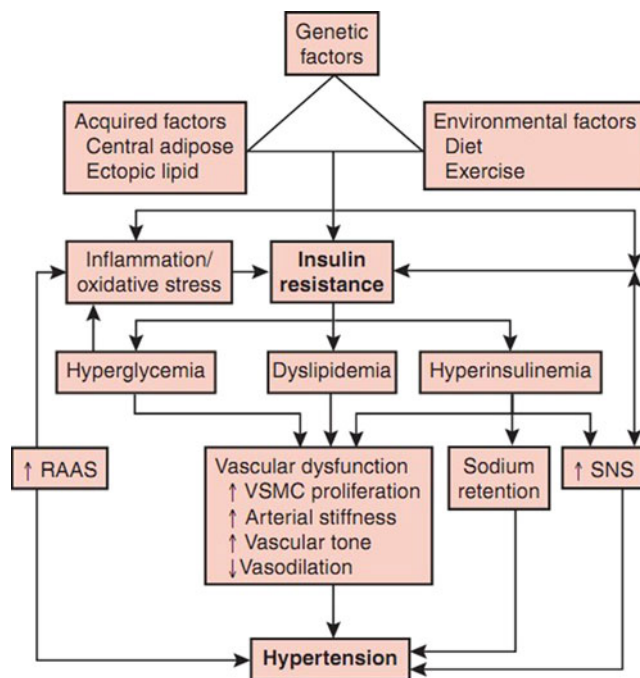 Genetic
factors
Acquired factors
Central adipose
Ectopic lipid
Environmental factors
Diet
Exercise
Inflammation/
oxidative stress
Insulin
resistance
Hyperglycemia
Dyslipidemia
Hyperinsulinemia
↑ RAAS
Vascular dysfunction
↑ VSMC proliferation
↑ Arterial stiffness
↑ Vascular tone
↓ Vasodilation
Sodium
retention
↑ SNS
Hypertension